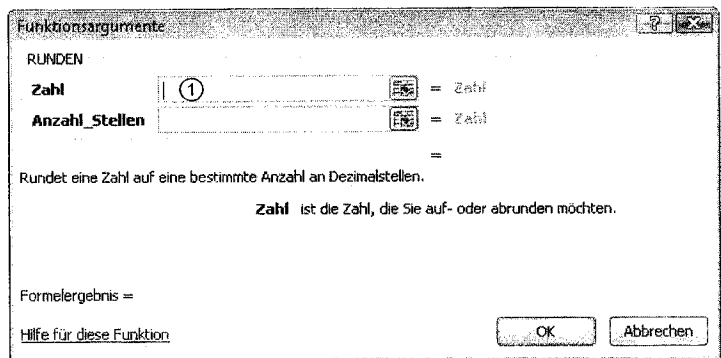 Funktionsargumente ? X
RUNDEN
Zahl ① = Zahl
Anzahl_Stellen = Zahl
=
Rundet eine Zahl auf eine bestimmte Anzahl an Dezimalstellen.
Zahl ist die Zahl, die Sie auf- oder abrunden möchten.
Formelergebnis =
Hilfe für diese Funktion OK Abbrechen